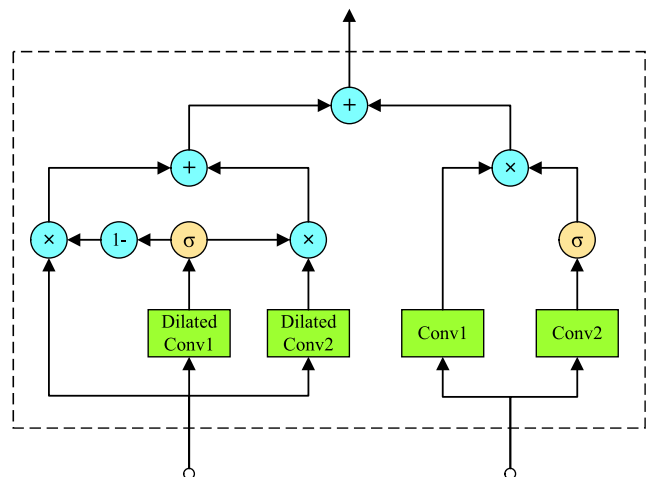 +
+
×
×
1-
σ
×
σ
Dilated
Conv1
Dilated
Conv2
Conv1
Conv2